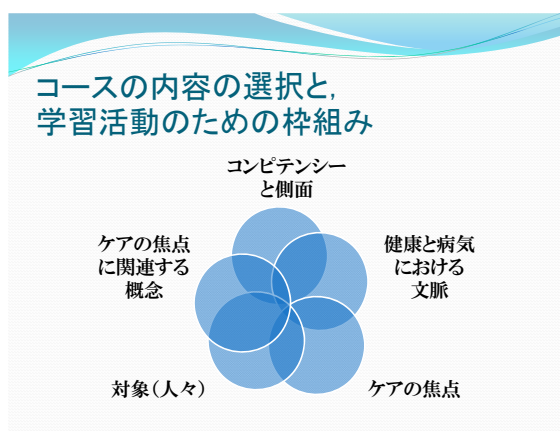 コースの内容の選択と,
学習活動のための枠組み
コンピテンシー
と側面
ケアの焦点
に関連する
概念
健康と病気
における
文脈
対象(人々)
ケアの焦点